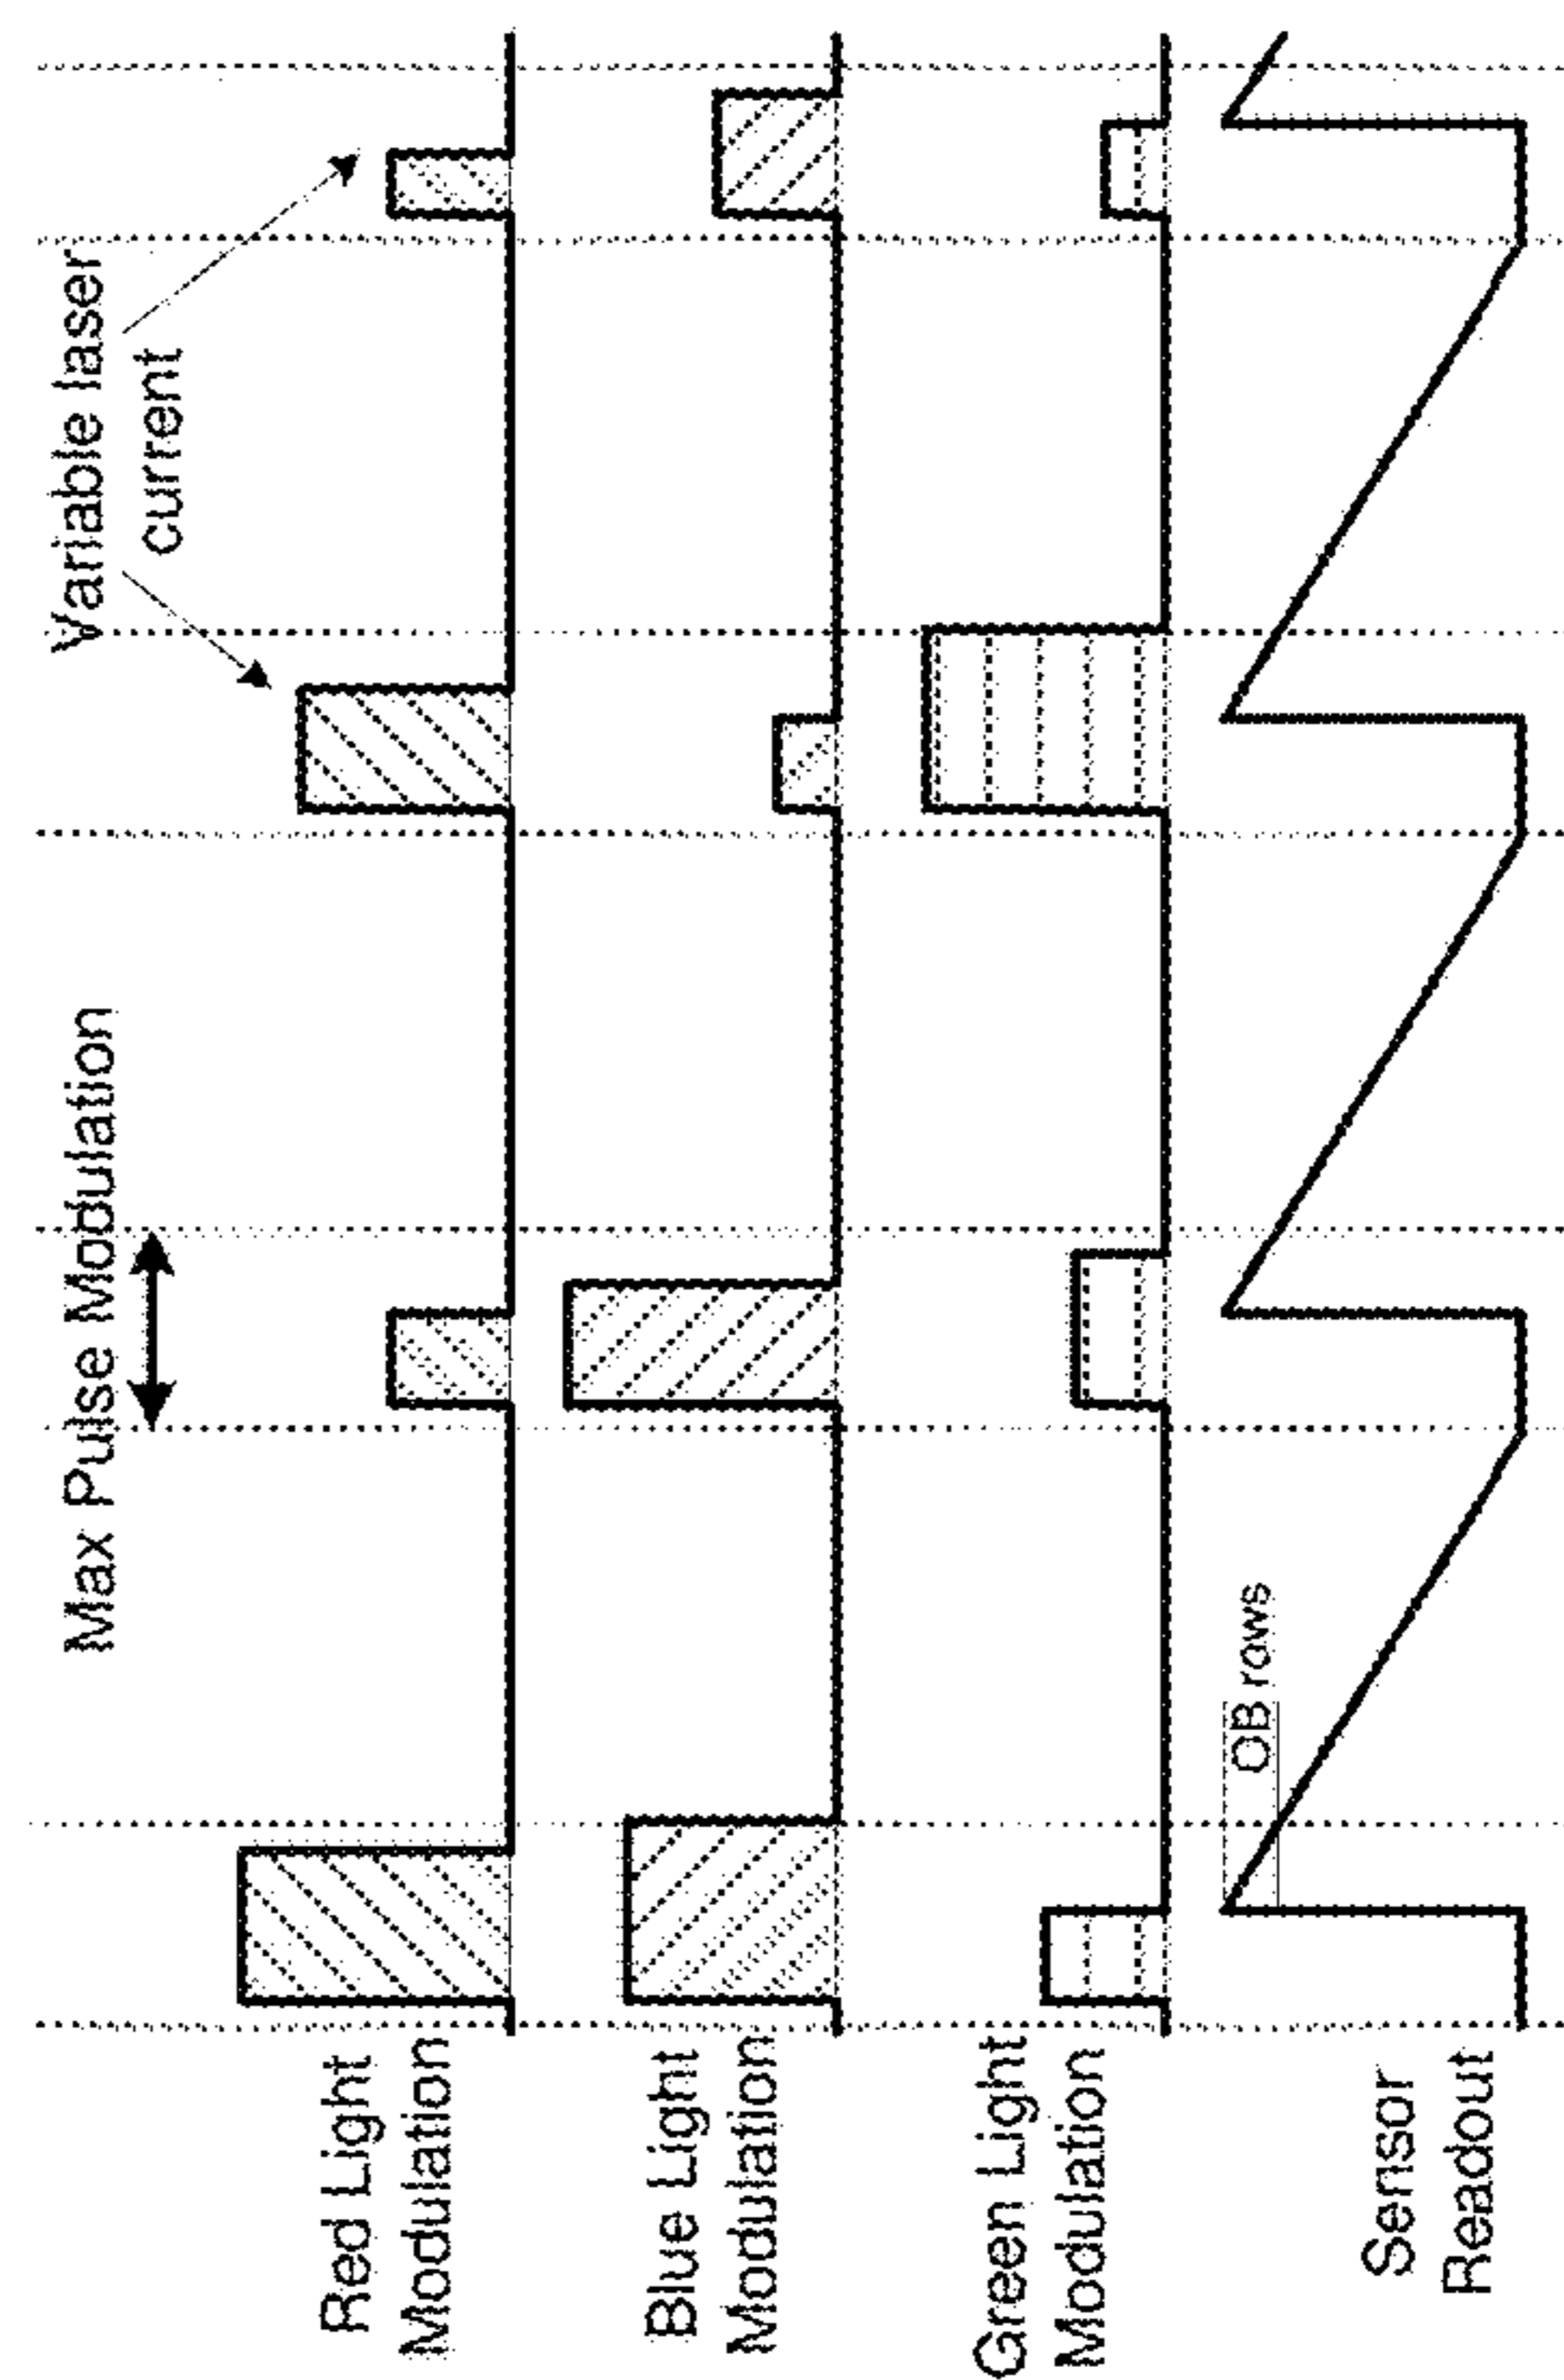 Max Pulse Modulation
Variable laser
current
Red Light
Modulation
Blue Light
Modulation
Green Light
Modulation
OB rows
Sensor
Readout